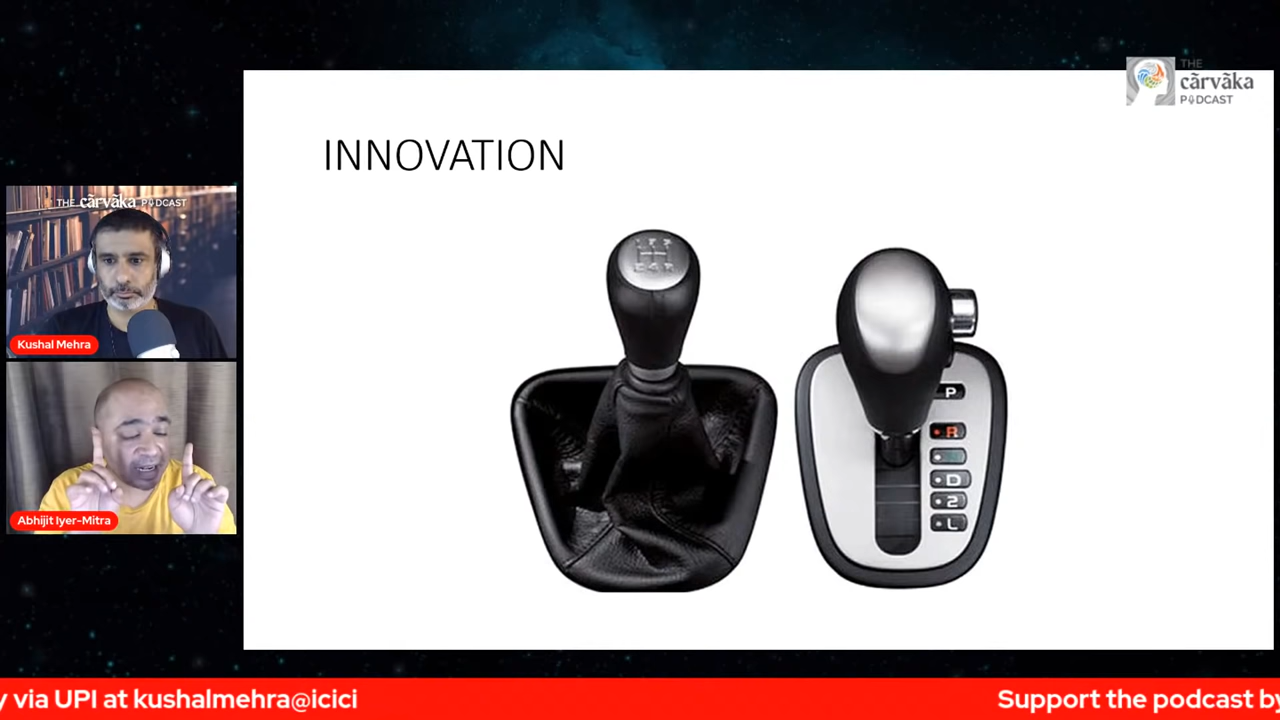 THE
cārvāka
PODCAST
INNOVATION
THE cārvāka PODCAST
Kushal Mehra
Abhijit Iyer-Mitra
P
R
D
2
L
y via UPI at kushalmehra@icici
Support the podcast by